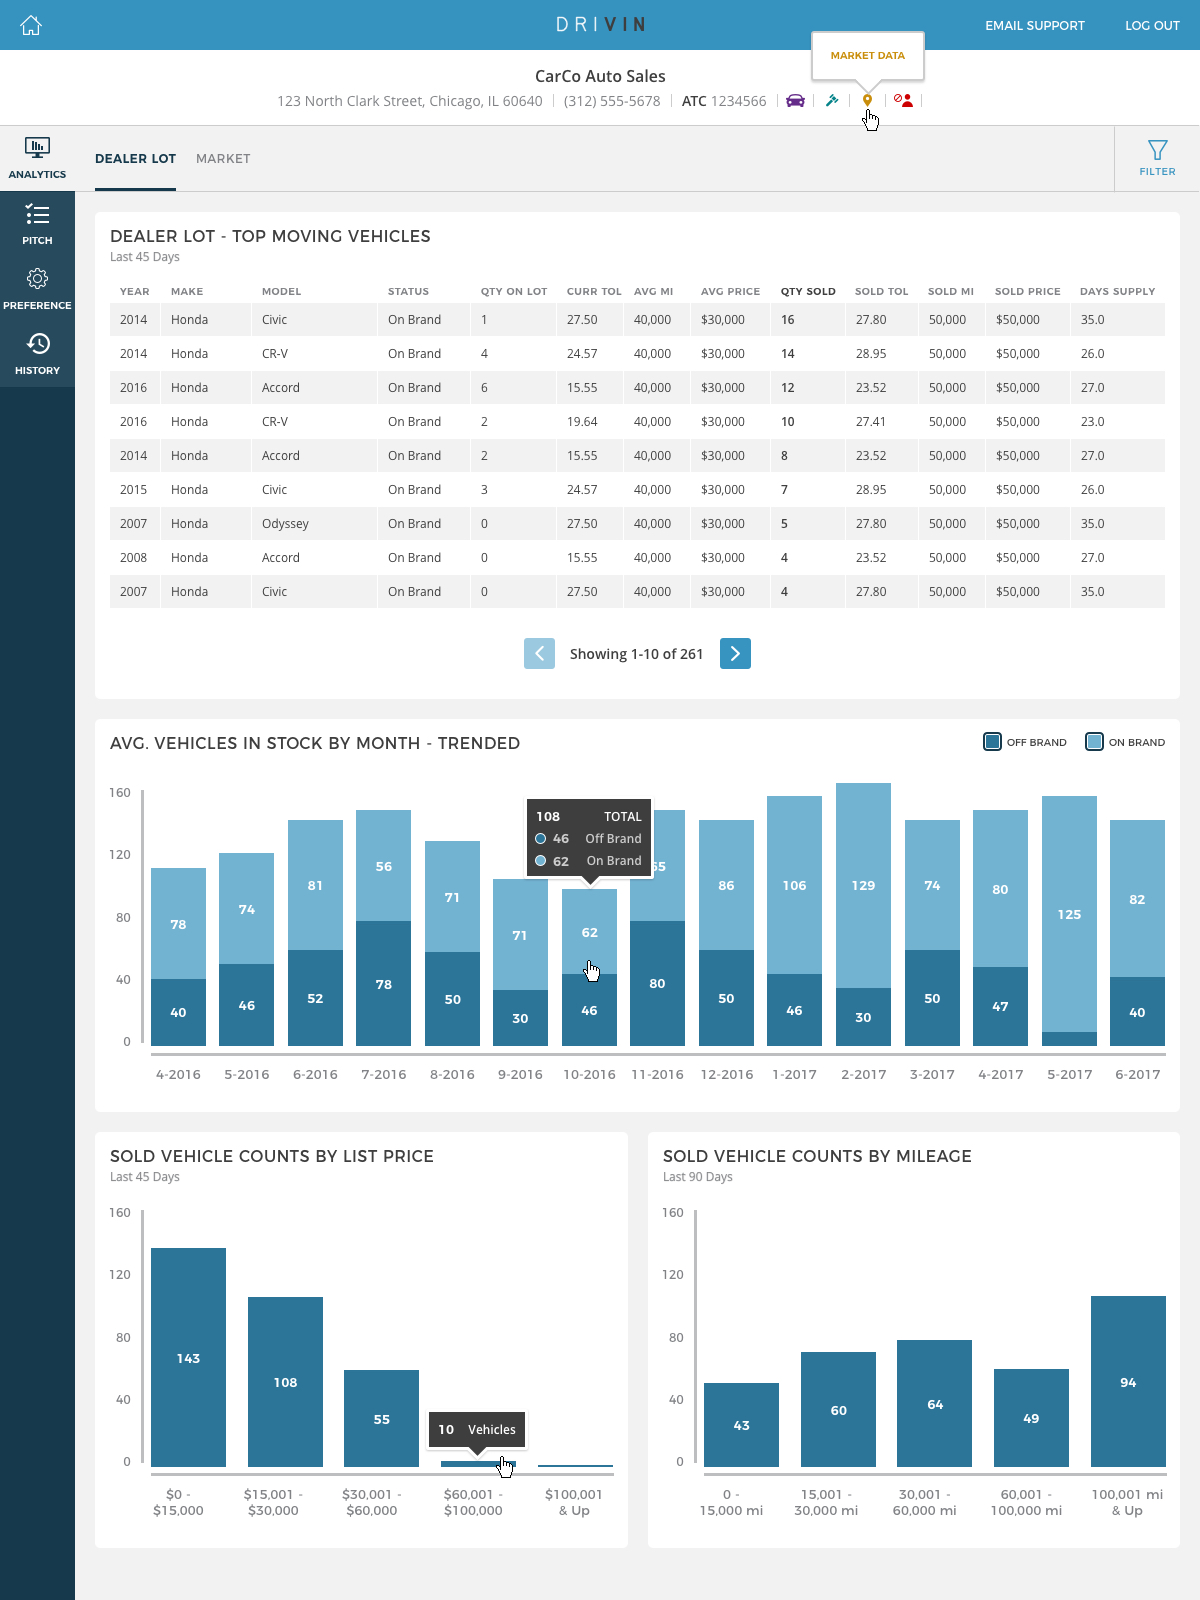 DRIVIN
EMAIL SUPPORT
LOG OUT
MARKET DATA
CarCo Auto Sales
123 North Clark Street, Chicago, IL 60640
(312) 555-5678
ATC 1234566
ANALYTICS
PITCH
PREFERENCE
HISTORY
DEALER LOT
MARKET
FILTER
DEALER LOT - TOP MOVING VEHICLES
Last 45 Days
YEAR MAKE MODEL STATUS QTY ON LOT CURR TOL AVG MI AVG PRICE QTY SOLD SOLD TOL SOLD MI SOLD PRICE DAYS SUPPLY
2014 Honda Civic On Brand 1 27.50 40,000 $30,000 16 27.80 50,000 $50,000 35.0
2014 Honda CR-V On Brand 4 24.57 40,000 $30,000 14 28.95 50,000 $50,000 26.0
2016 Honda Accord On Brand 6 15.55 40,000 $30,000 12 23.52 50,000 $50,000 27.0
2016 Honda CR-V On Brand 2 19.64 40,000 $30,000 10 27.41 50,000 $50,000 23.0
2014 Honda Accord On Brand 2 15.55 40,000 $30,000 8 23.52 50,000 $50,000 27.0
2015 Honda Civic On Brand 3 24.57 40,000 $30,000 7 28.95 50,000 $50,000 26.0
2007 Honda Odyssey On Brand 0 27.50 40,000 $30,000 5 27.80 50,000 $50,000 35.0
2008 Honda Accord On Brand 0 15.55 40,000 $30,000 4 23.52 50,000 $50,000 27.0
2007 Honda Civic On Brand 0 27.50 40,000 $30,000 4 27.80 50,000 $50,000 35.0
Showing 1-10 of 261
AVG. VEHICLES IN STOCK BY MONTH - TRENDED
OFF BRAND
ON BRAND
160
120
80
40
0
108 TOTAL
46 Off Brand
62 On Brand
78 74 81 56 71 71 62 65 86 106 129 74 80 125 82
40 46 52 78 50 30 46 80 50 46 30 50 47 40
4-2016 5-2016 6-2016 7-2016 8-2016 9-2016 10-2016 11-2016 12-2016 1-2017 2-2017 3-2017 4-2017 5-2017 6-2017
SOLD VEHICLE COUNTS BY LIST PRICE
Last 45 Days
160
120
80
40
0
143
108
55
10 Vehicles
$0 -
$15,000
$15,001 -
$30,000
$30,001 -
$60,000
$60,001 -
$100,000
$100,001
& Up
SOLD VEHICLE COUNTS BY MILEAGE
Last 90 Days
160
120
80
40
0
43
60
64
49
94
0 -
15,000 mi
15,001 -
30,000 mi
30,001 -
60,000 mi
60,001 -
100,000 mi
100,001 mi
& Up